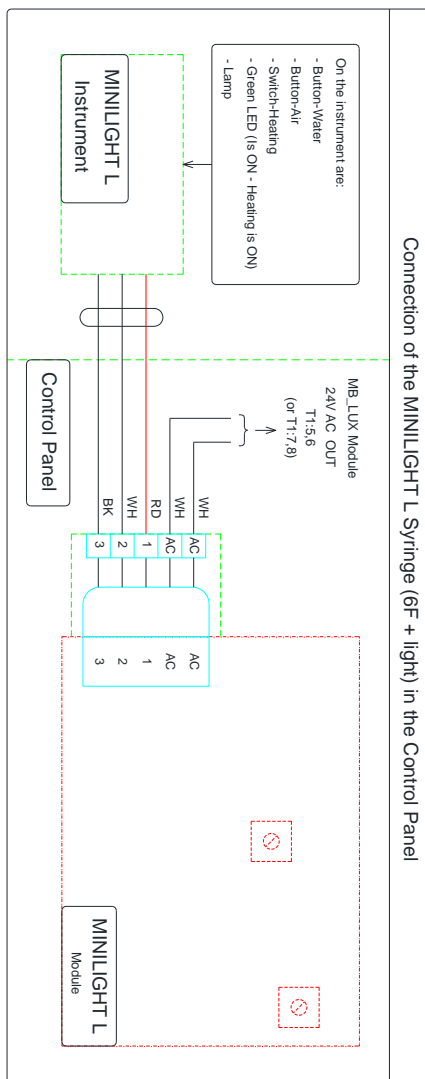 Connection of the MINILIGHT L Syringe (6F + light) in the Control Panel
On the instrument are:
- Button-Water
- Button-Air
- Switch-Heating
- Green LED (Is ON - Heating is ON)
- Lamp
MB_LUX Module
24V AC OUT
T1:5,6
(or T1:7,8)
MINILIGHT L
Instrument
Control Panel
WH
WH
RD
WH
BK
AC
AC
1
2
3
AC
AC
1
2
3
MINILIGHT L
Module